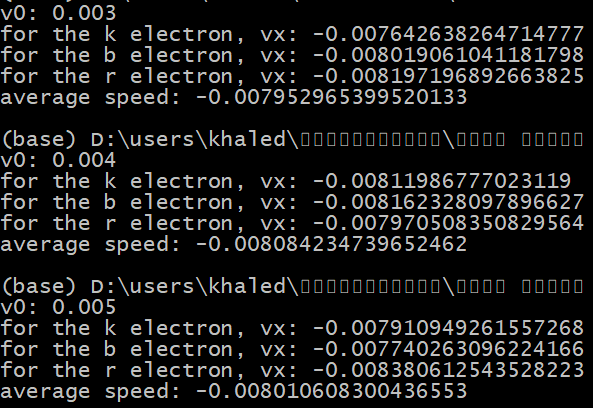 v0: 0.003
for the k electron, vx: -0.007642638264714777
for the b electron, vx: -0.008019061041181798
for the r electron, vx: -0.008197196892663825
average speed: -0.007952965399520133
(base) D:\users\khaled\▯▯▯▯▯▯▯▯▯▯▯\▯▯▯▯ ▯▯▯▯▯
v0: 0.004
for the k electron, vx: -0.00811986777023119
for the b electron, vx: -0.008162328097896627
for the r electron, vx: -0.007970508350829564
average speed: -0.008084234739652462
(base) D:\users\khaled\▯▯▯▯▯▯▯▯▯▯▯\▯▯▯▯ ▯▯▯▯▯
v0: 0.005
for the k electron, vx: -0.007910949261557268
for the b electron, vx: -0.007740263096224166
for the r electron, vx: -0.008380612543528223
average speed: -0.008010608300436553